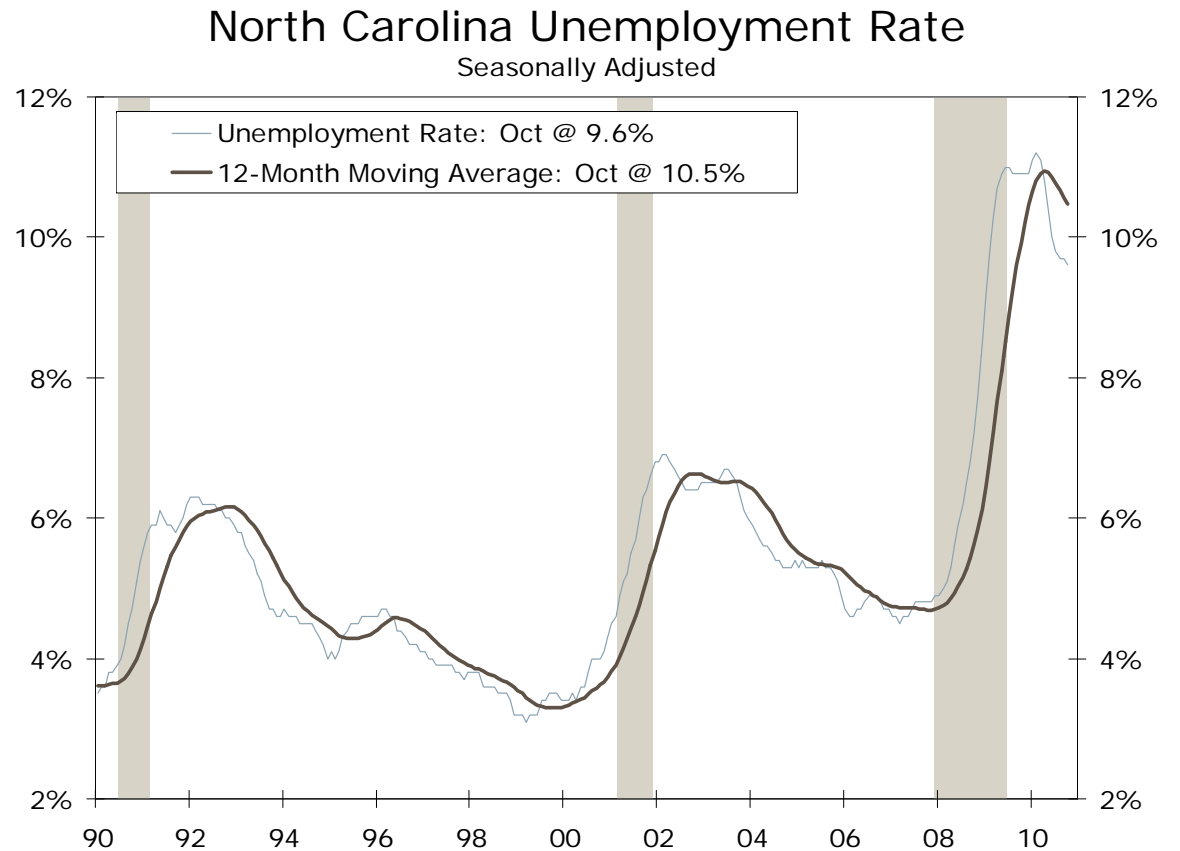 North Carolina Unemployment Rate
Seasonally Adjusted
12% 12%
Unemployment Rate: Oct @ 9.6%
12-Month Moving Average: Oct @ 10.5%
10% 10%
8% 8%
6% 6%
4% 4%
2% 2%
90 92 94 96 98 00 02 04 06 08 10